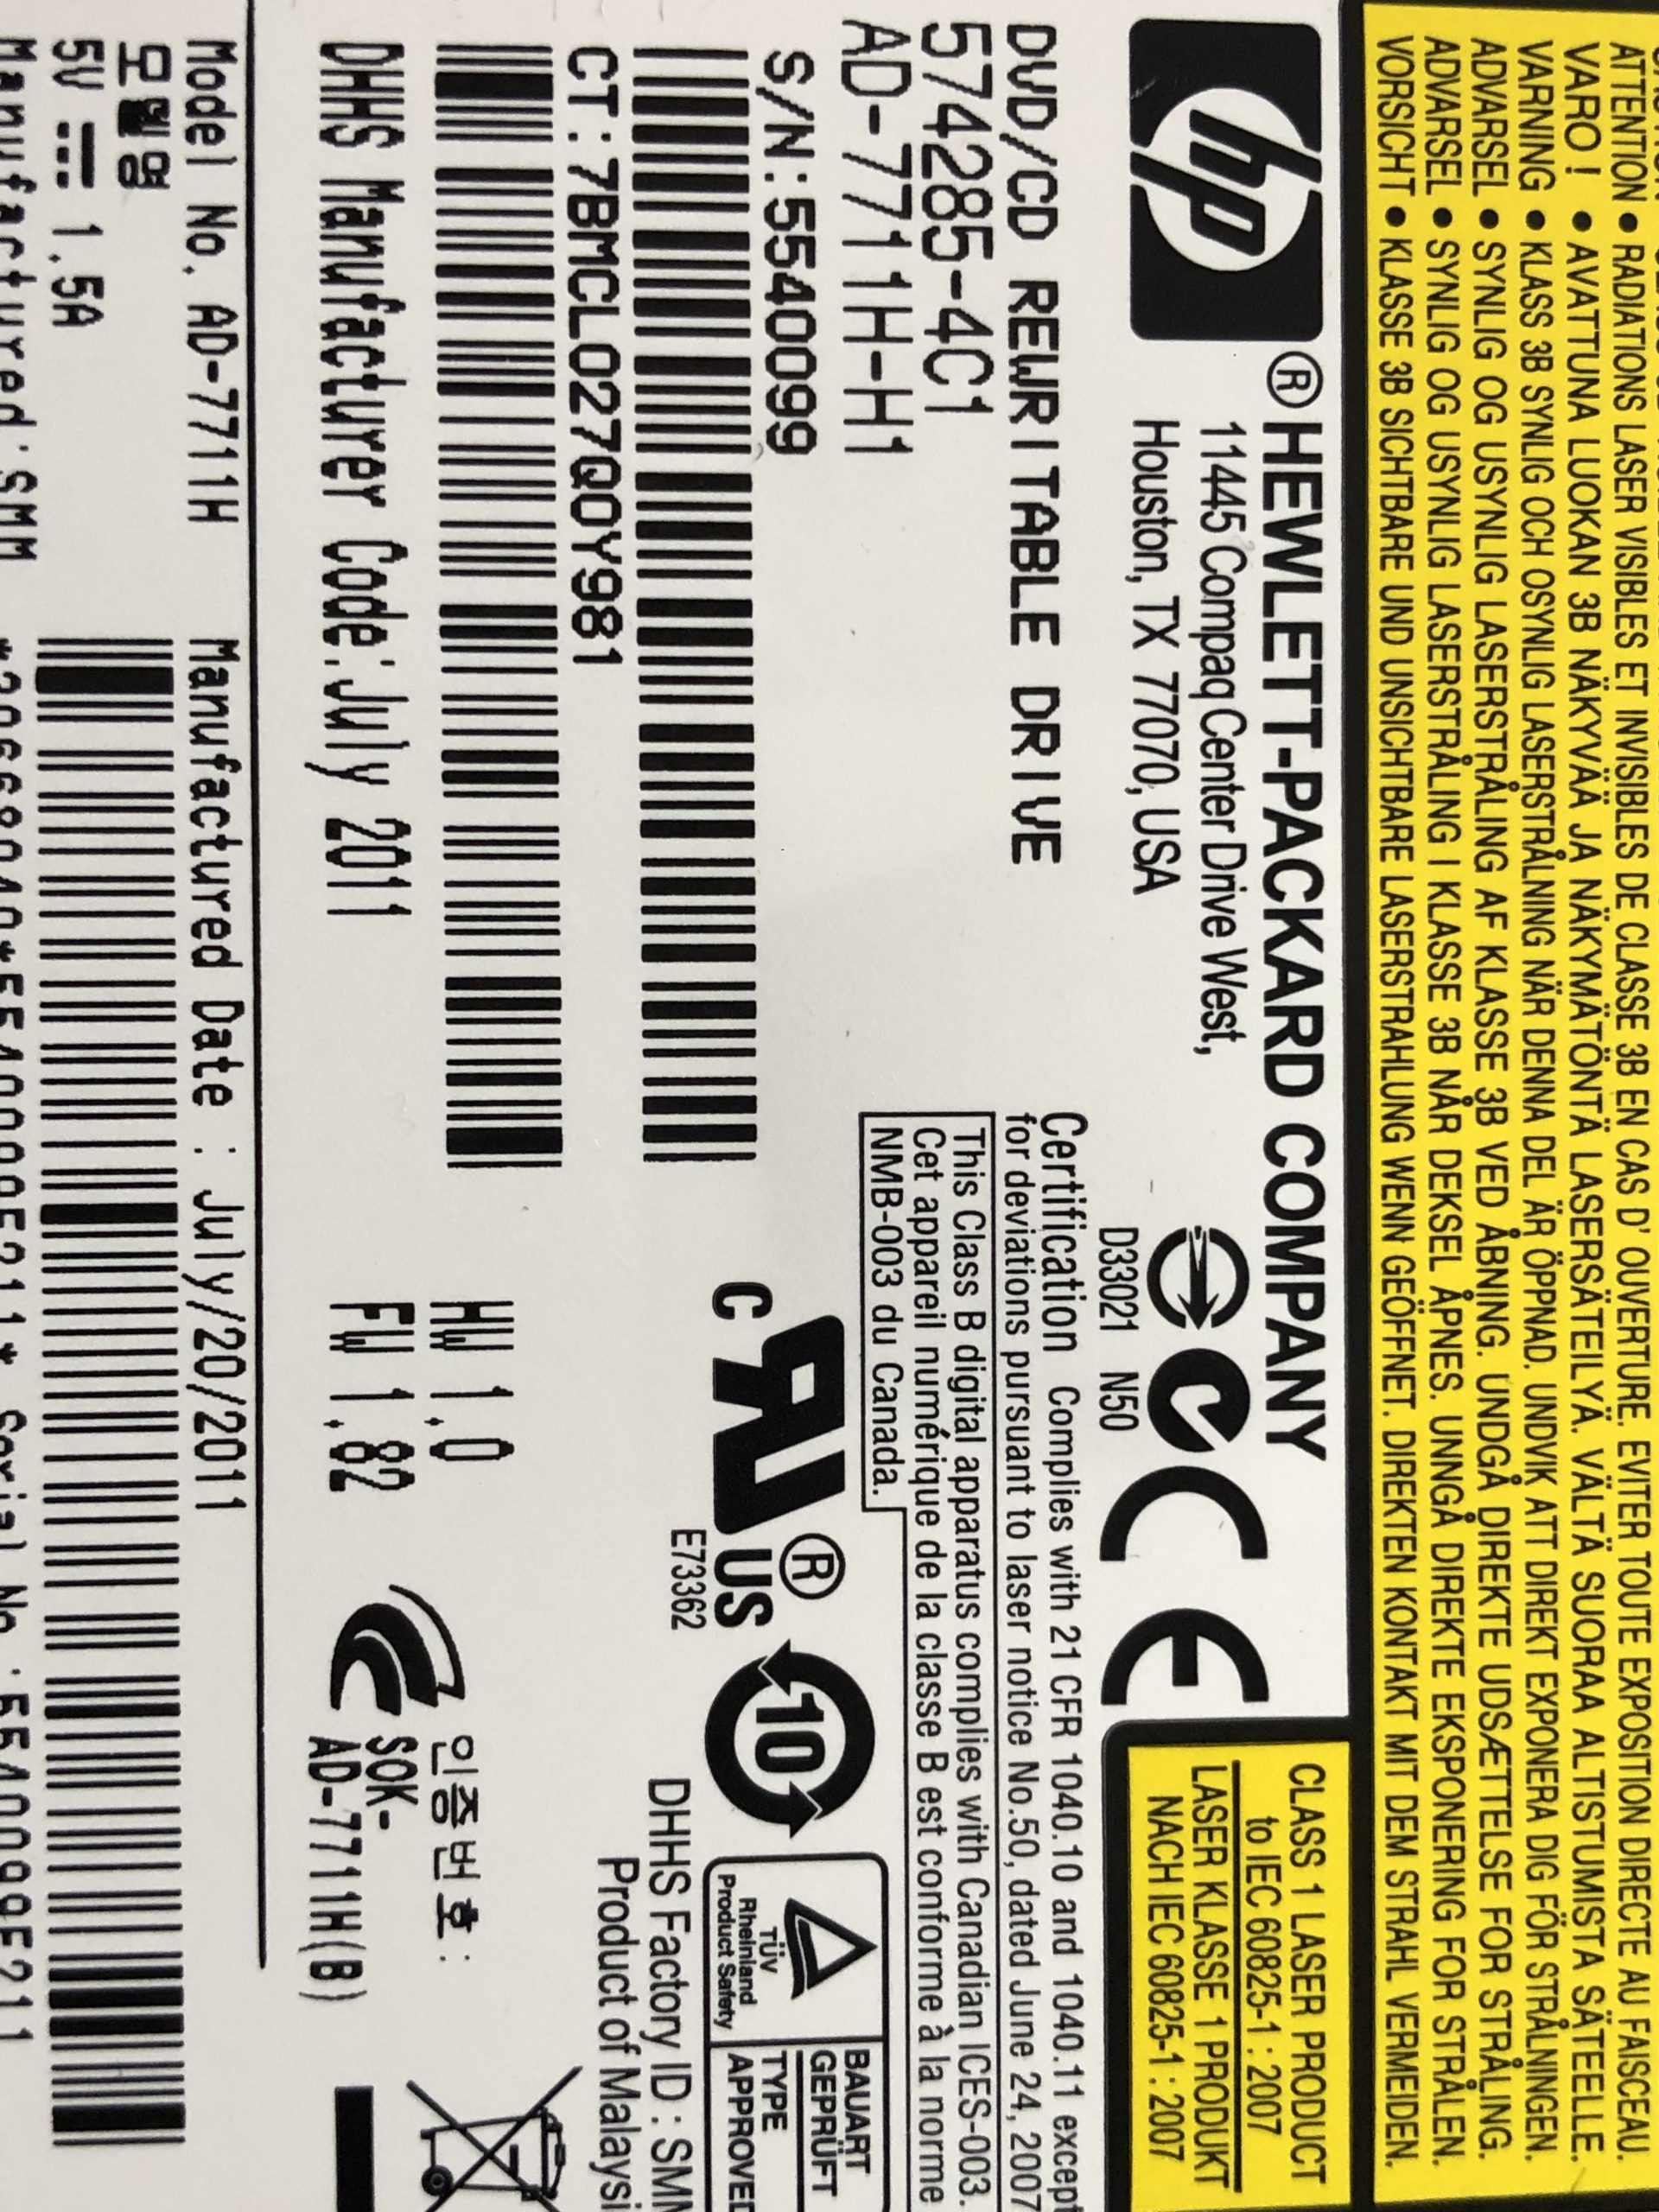 ATTENTION • RADIATIONS LASER VISIBLES ET INVISIBLES DE CLASSE 3B EN CAS D' OUVERTURE. EVITER TOUTE EXPOSITION DIRECTE AU FAISCEAU.
VARO ! • AVATTUNA LUOKAN 3B NÄKYVÄÄ JA NÄKYMÄTÖNTÄ LASERSÄTEILYÄ. VÄLTÄ SUORAA ALTISTUMISTA SÄTEELLE.
VARNING • KLASS 3B SYNLIG OCH OSYNLIG LASERSTRÅLNING NÄR DENNA DEL ÄR ÖPPNAD. UNDVIK ATT DIREKT EXPONERA DIG FÖR STRÅLNINGEN.
ADVARSEL • SYNLIG OG USYNLIG LASERSTRÅLING AF KLASSE 3B VED ÅBNING. UNDGÅ DIREKTE UDSÆTTELSE FOR STRÅLING.
ADVARSEL • SYNLIG OG USYNLIG LASERSTRÅLING I KLASSE 3B NÅR DEKSEL ÅPNES. UNNGÅ DIREKTE EKSPONERING FOR STRÅLEN.
VORSICHT • KLASSE 3B SICHTBARE UND UNSICHTBARE LASERSTRAHLUNG WENN GEÖFFNET. DIREKTEN KONTAKT MIT DEM STRAHL VERMEIDEN.
hp ® HEWLETT-PACKARD COMPANY
11445 Compaq Center Drive West,
Houston, TX 77070, USA
D33021 N50
CE
CLASS 1 LASER PRODUCT
to IEC 60825-1 : 2007
LASER KLASSE 1 PRODUKT
NACH IEC 60825-1 : 2007
DVD/CD REWRITABLE DRIVE
574285-4C1
AD-7711H-H1
S/N:5540099
CT:7BMCL027Q0Y981
DHHS Manufacturer Code:July 2011
Certification Complies with 21 CFR 1040.10 and 1040.11 except
for deviations pursuant to laser notice No.50, dated June 24, 2007
This Class B digital apparatus complies with Canadian ICES-003.
Cet appareil numérique de la classe B est conforme à la norme
NMB-003 du Canada.
C US ®
E73362
10
TÜV
Rheinland
Product Safety
BAUART
GEPRÜFT
TYPE
APPROVED
DHHS Factory ID : SMM
Product of Malaysi
HW 1.0
FW 1.82
인증번호 :
SOK-
AD-7711H(B)
Model No. AD-7711H
Manufactured Date : July/20/2011
모델명
5V 1.5A
Manufactured:SMM